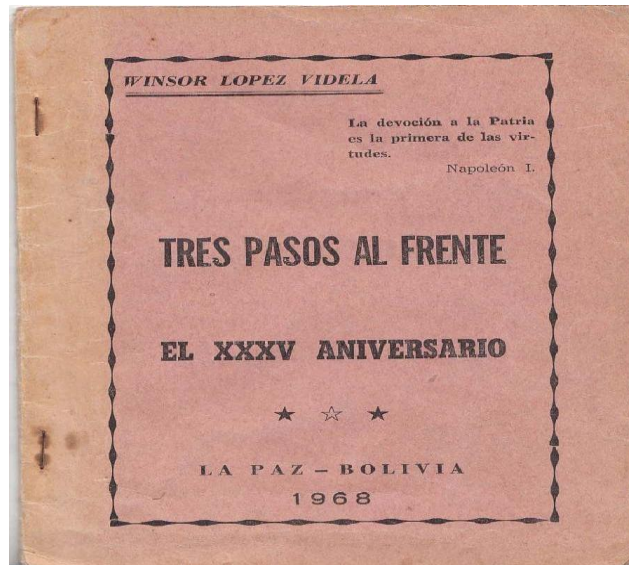 WINSOR LOPEZ VIDELA
La devoción a la Patria
es la primera de las vir-
tudes.
Napoleón I.
TRES PASOS AL FRENTE
EL XXXV ANIVERSARIO
LA PAZ – BOLIVIA
1968